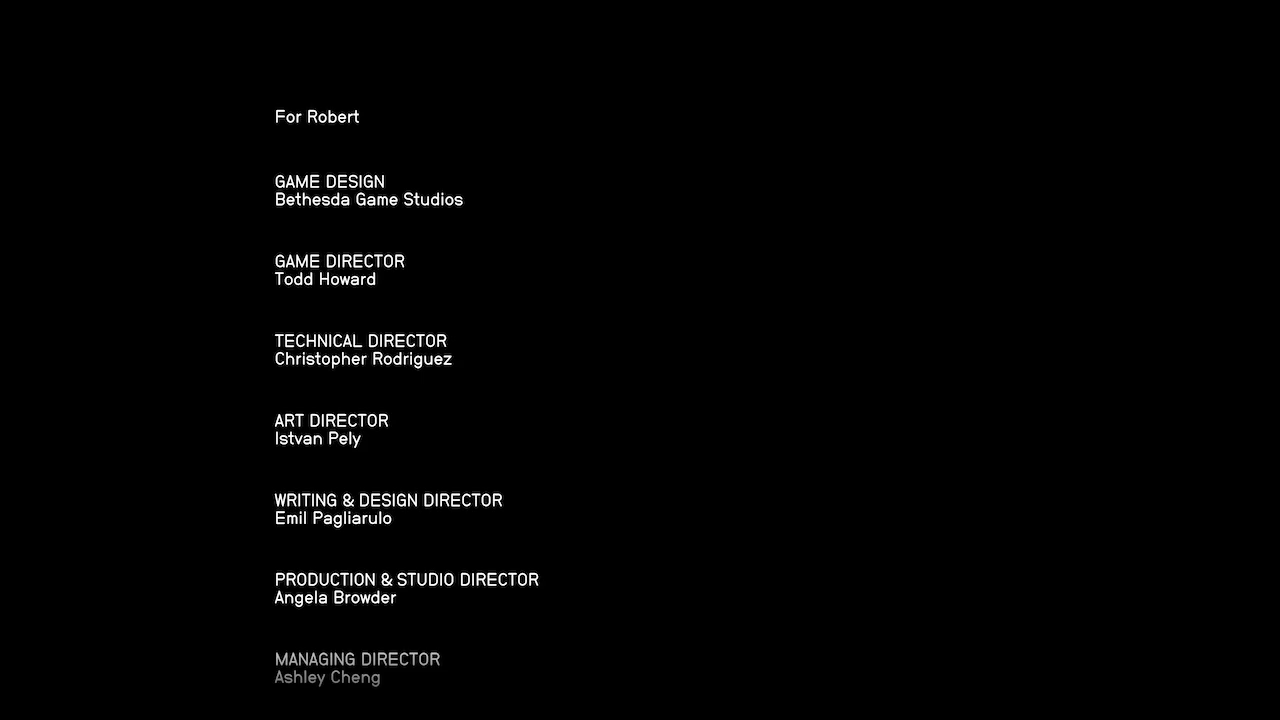 For Robert
GAME DESIGN
Bethesda Game Studios
GAME DIRECTOR
Todd Howard
TECHNICAL DIRECTOR
Christopher Rodriguez
ART DIRECTOR
Istvan Pely
WRITING & DESIGN DIRECTOR
Emil Pagliarulo
PRODUCTION & STUDIO DIRECTOR
Angela Browder
MANAGING DIRECTOR
Ashley Cheng